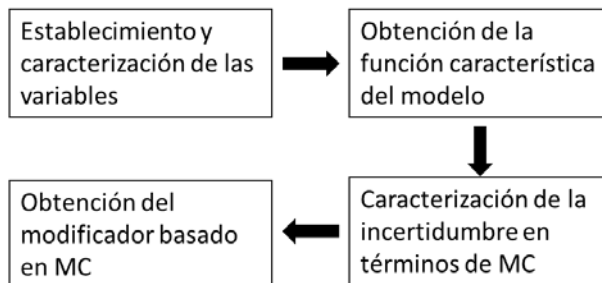 Establecimiento y
caracterización de las
variables
Obtención de la
función característica
del modelo
Caracterización de la
incertidumbre en
términos de MC
Obtención del
modificador basado
en MC